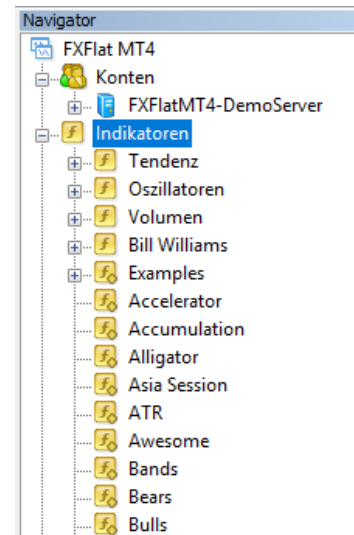 Navigator
FXFlat MT4
Konten
FXFlatMT4-DemoServer
Indikatoren
Tendenz
Oszillatoren
Volumen
Bill Williams
Examples
Accelerator
Accumulation
Alligator
Asia Session
ATR
Awesome
Bands
Bears
Bulls